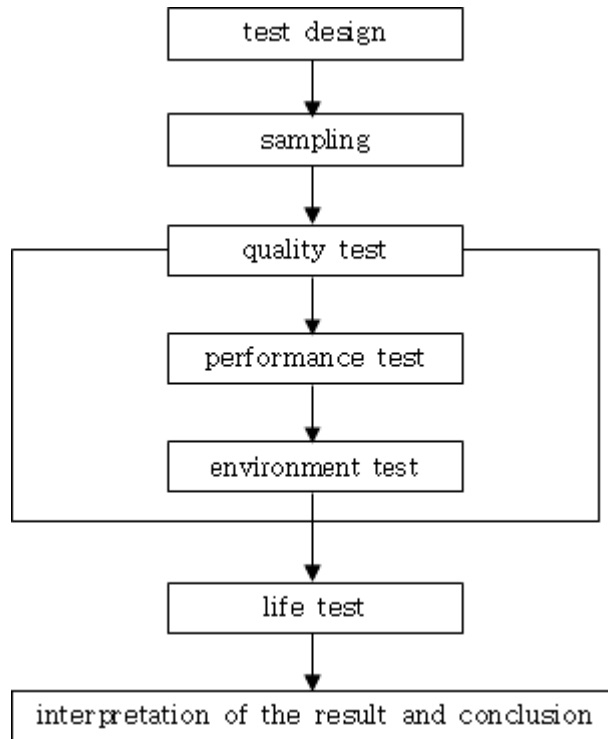 test design
sampling
quality test
performance test
environment test
life test
interpretation of the result and conclusion